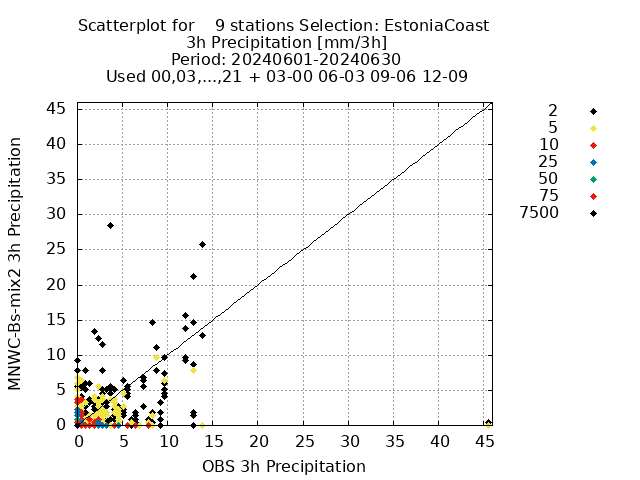 Scatterplot for    9 stations Selection: EstoniaCoast
3h Precipitation [mm/3h]
Period: 20240601-20240630
Used 00,03,...,21 + 03-00 06-03 09-06 12-09
2
5
10
25
50
75
7500
MNWC-Bs-mix2 3h Precipitation
45
40
35
30
25
20
15
10
5
0
0 5 10 15 20 25 30 35 40 45
OBS 3h Precipitation